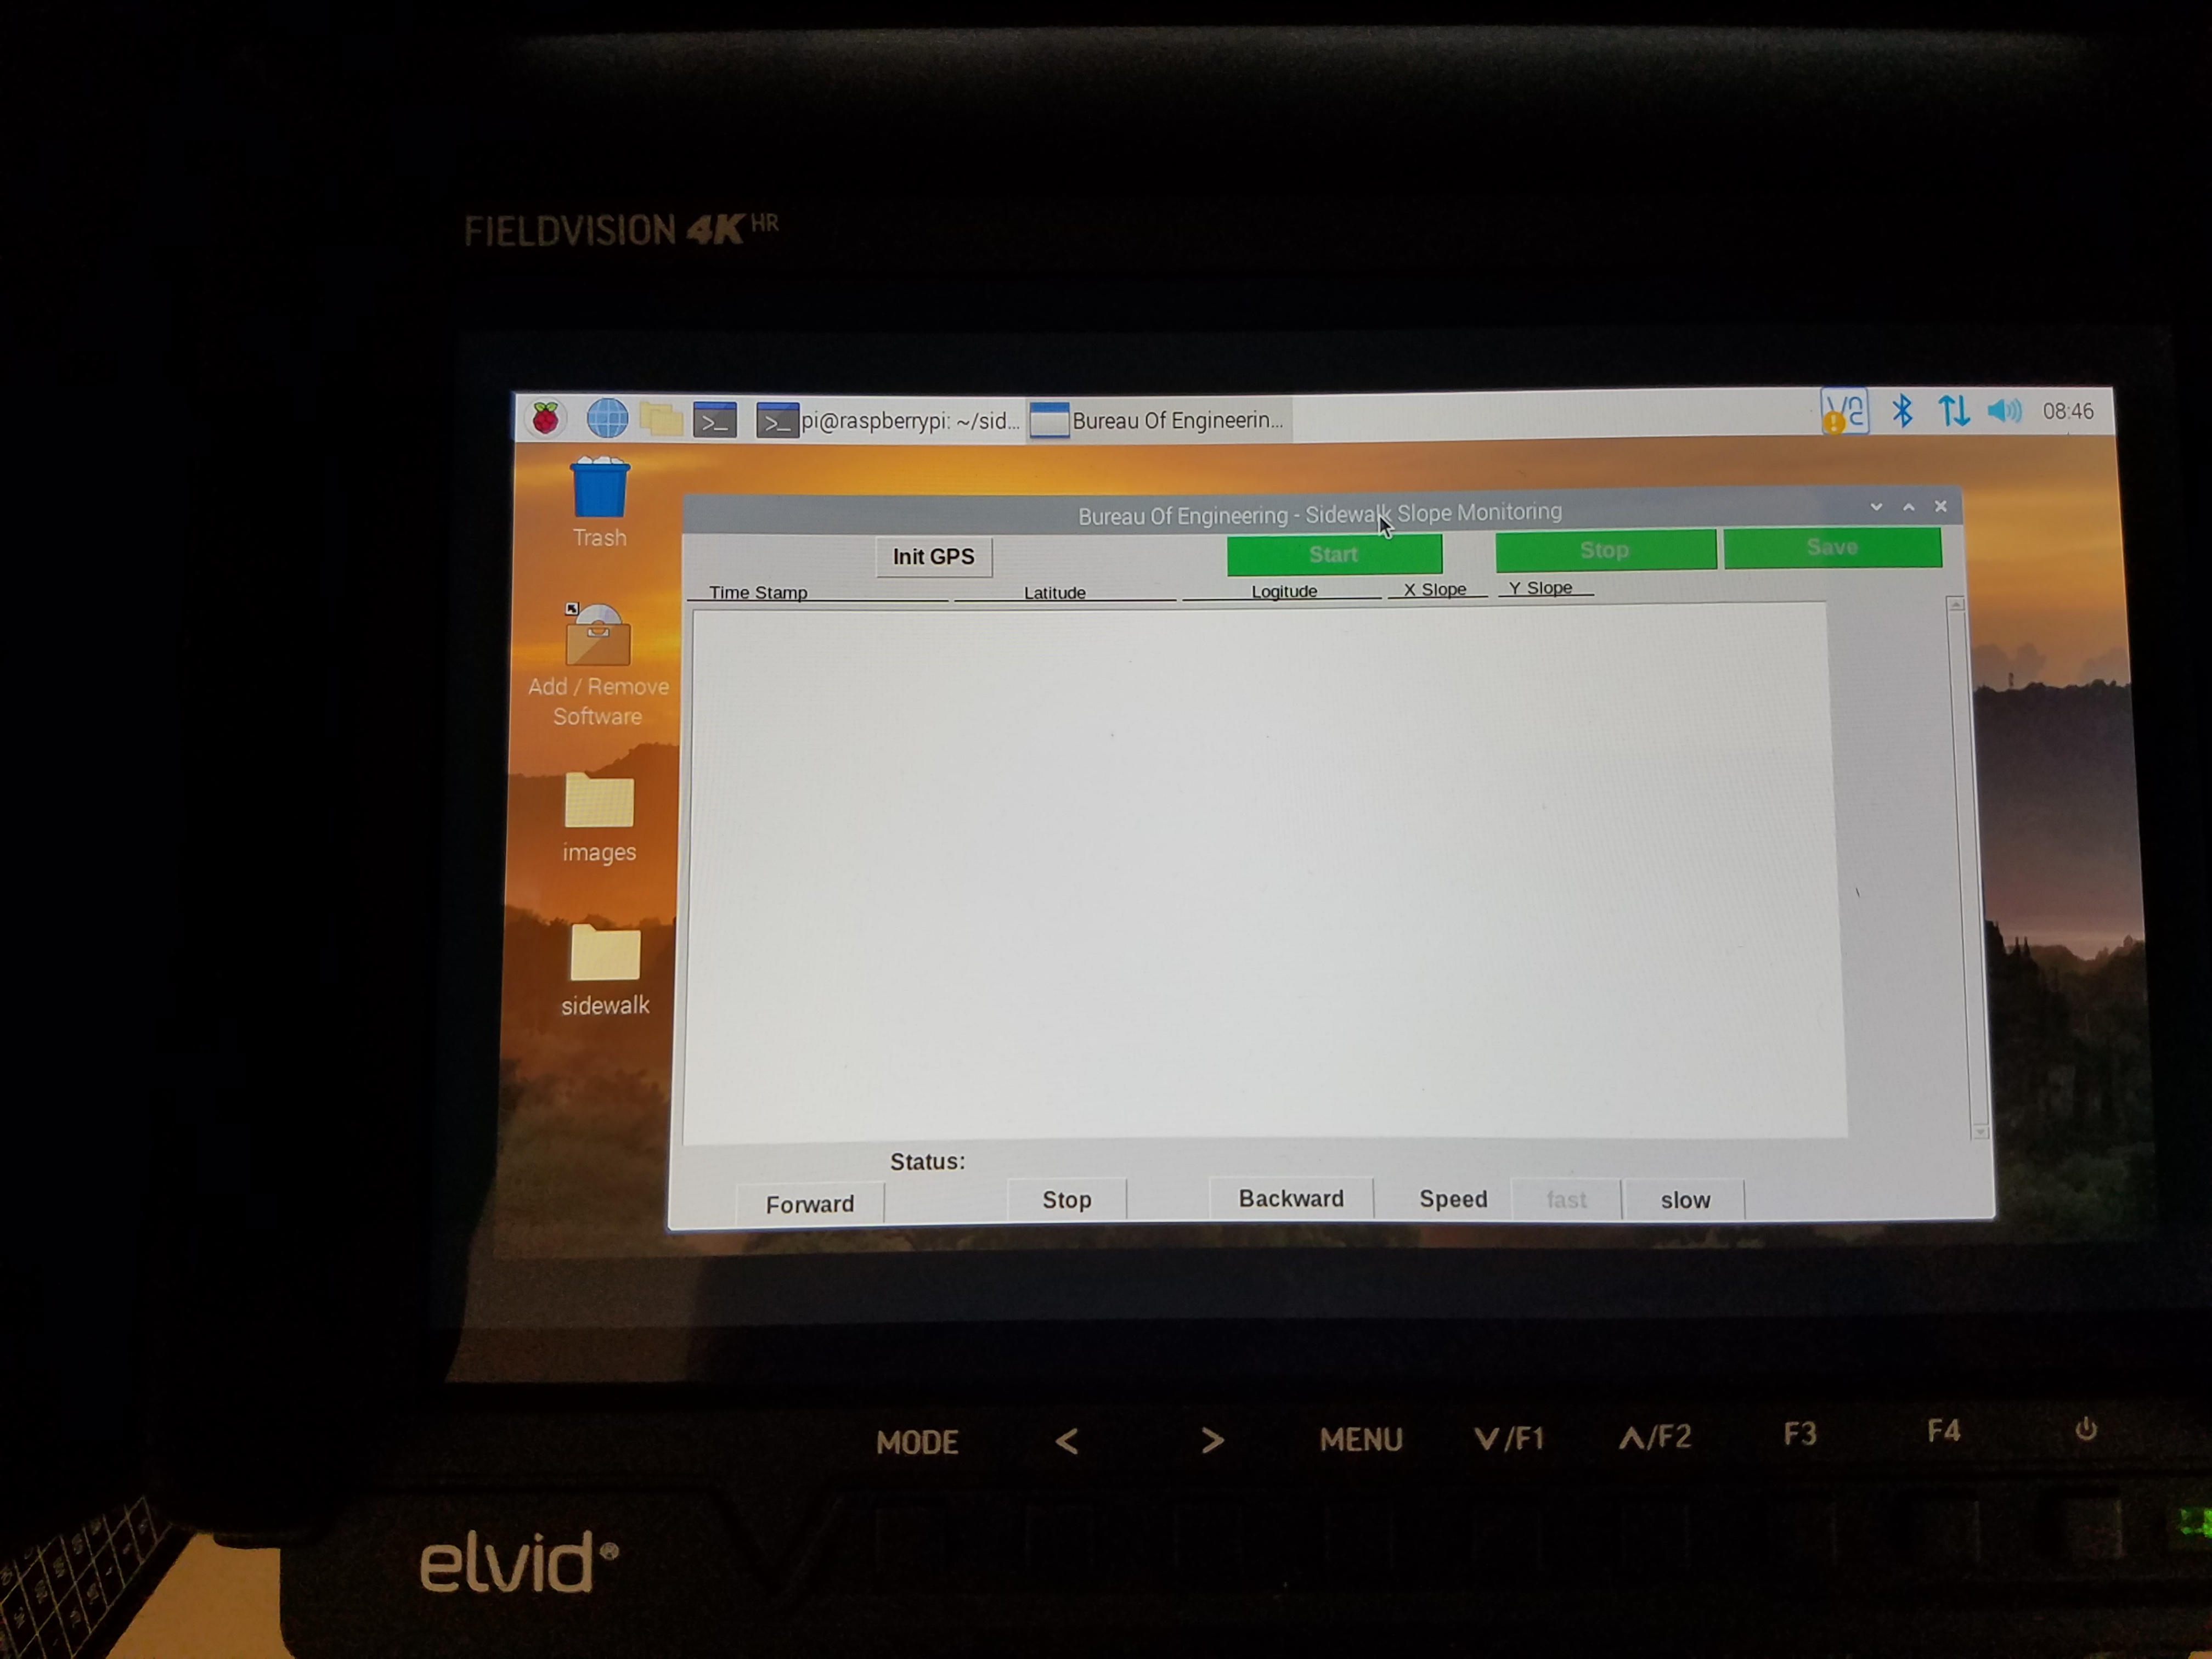 FIELDVISION 4K HR
pi@raspberrypi: ~/sid... Bureau Of Engineerin... 08:46
Trash
Add / Remove
Software
images
sidewalk
Bureau Of Engineering - Sidewalk Slope Monitoring
Init GPS Start Stop Save
Time Stamp Latitude Logitude X Slope Y Slope
Status:
Forward Stop Backward Speed fast slow
MODE < > MENU V/F1 Λ/F2 F3 F4
elvid®